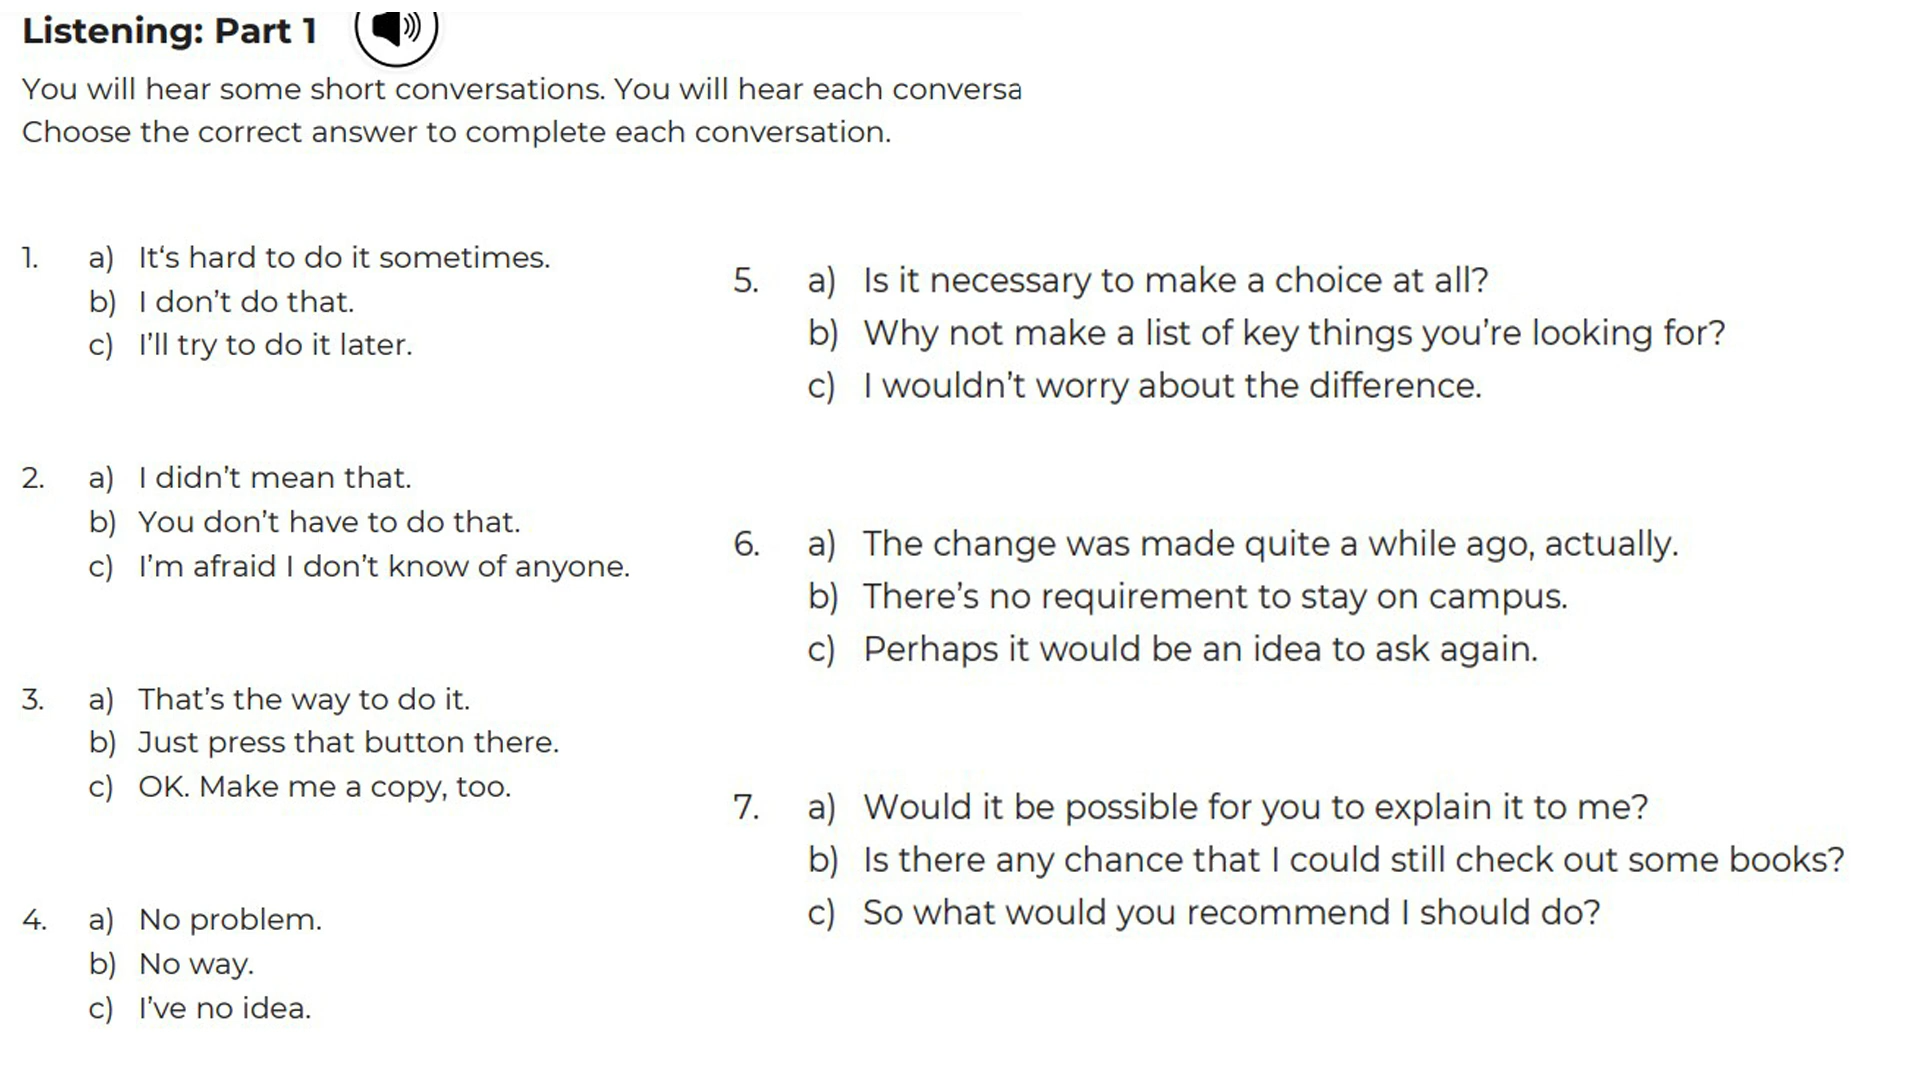 Listening: Part 1
You will hear some short conversations. You will hear each conversa
Choose the correct answer to complete each conversation.
1. a) It‘s hard to do it sometimes.
b) I don’t do that.
c) I’ll try to do it later.
2. a) I didn’t mean that.
b) You don’t have to do that.
c) I’m afraid I don’t know of anyone.
3. a) That’s the way to do it.
b) Just press that button there.
c) OK. Make me a copy, too.
4. a) No problem.
b) No way.
c) I’ve no idea.
5. a) Is it necessary to make a choice at all?
b) Why not make a list of key things you’re looking for?
c) I wouldn’t worry about the difference.
6. a) The change was made quite a while ago, actually.
b) There’s no requirement to stay on campus.
c) Perhaps it would be an idea to ask again.
7. a) Would it be possible for you to explain it to me?
b) Is there any chance that I could still check out some books?
c) So what would you recommend I should do?